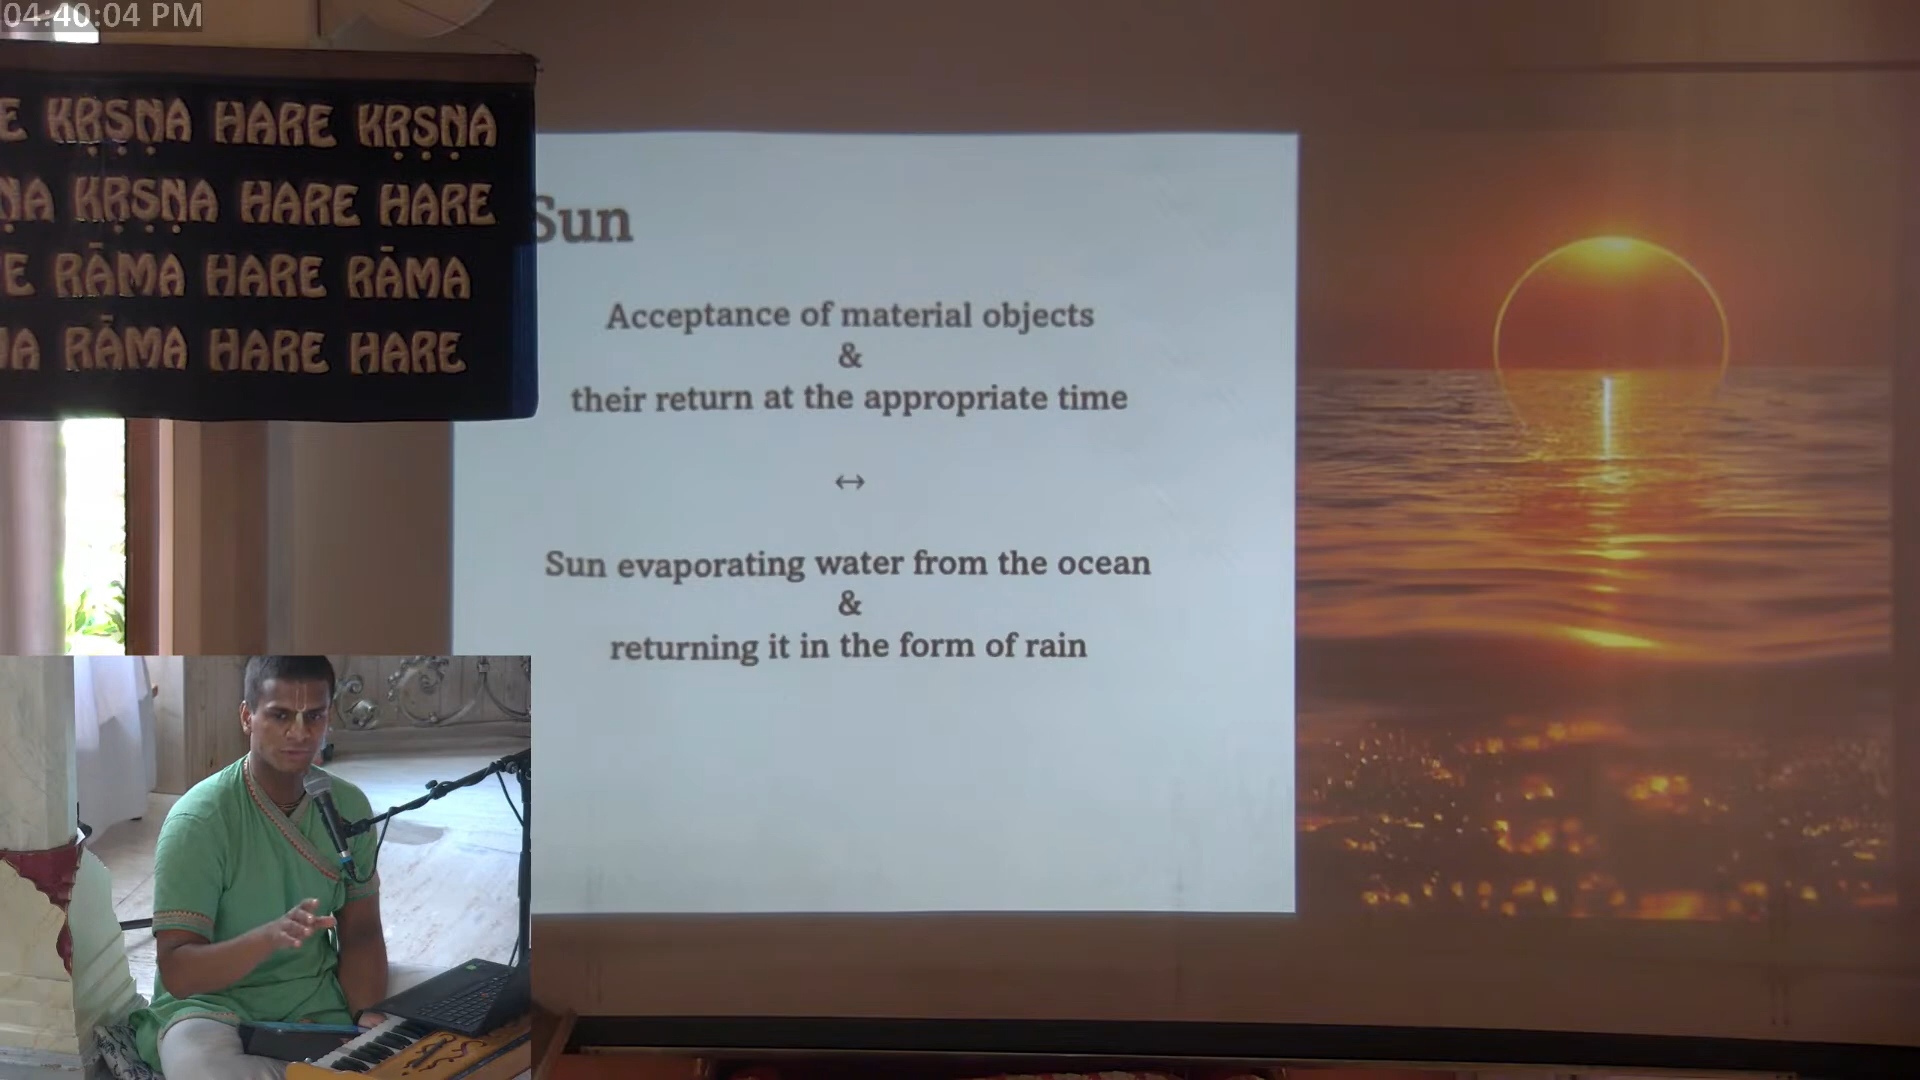 04:40:04 PM
E KṚṢṆA HARE KṚṢṆA
ṆA KṚṢṆA HARE HARE
E RĀMA HARE RĀMA
A RĀMA HARE HARE
Sun
Acceptance of material objects
&
their return at the appropriate time
↔
Sun evaporating water from the ocean
&
returning it in the form of rain